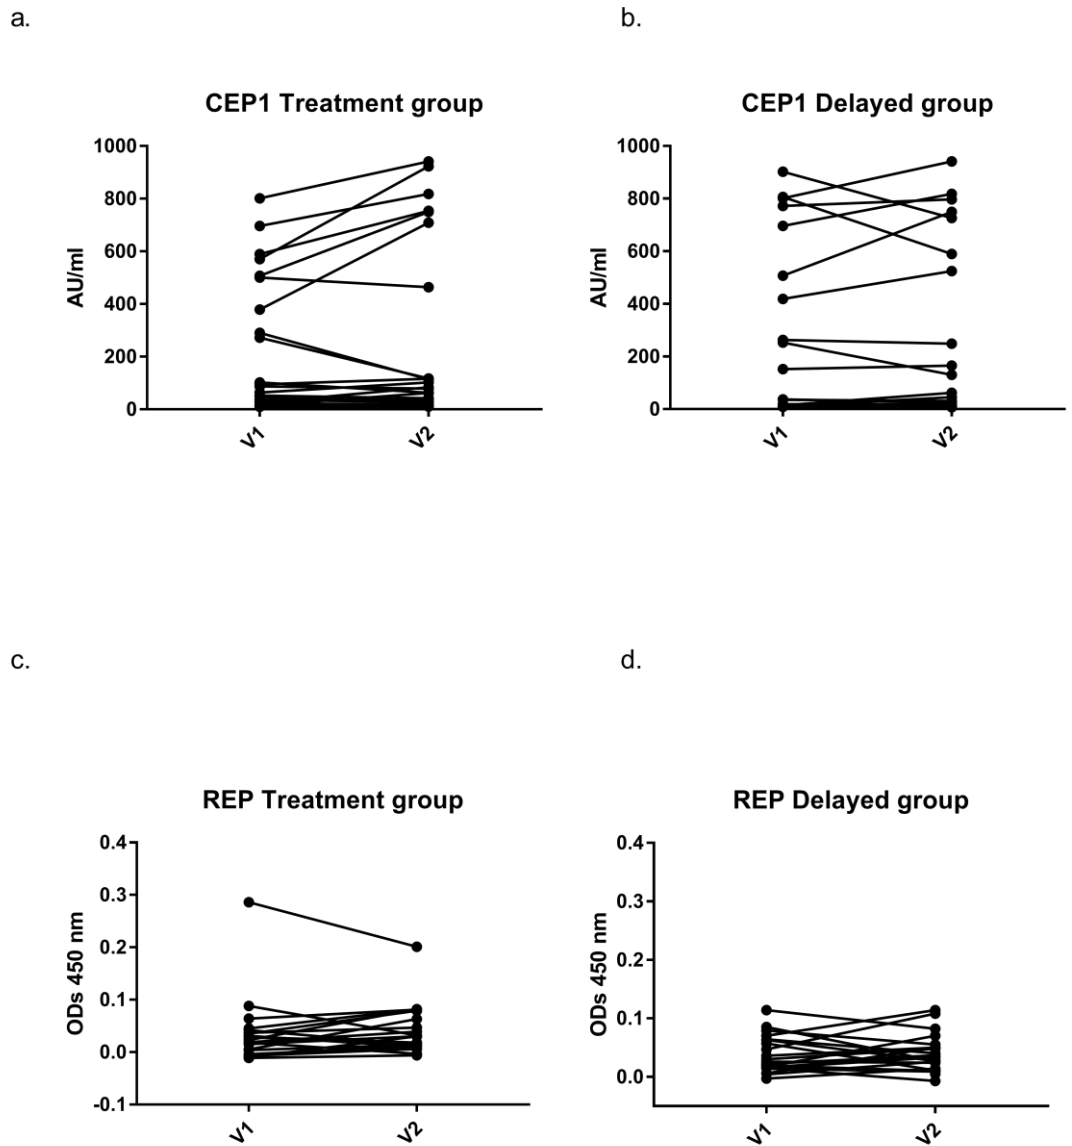 a.
b.
CEP1 Treatment group
CEP1 Delayed group
1000
800
600
400
200
0
AU/ml
V1
V2
1000
800
600
400
200
0
AU/ml
V1
V2
c.
d.
REP Treatment group
REP Delayed group
0.4
0.3
0.2
0.1
0.0
-0.1
ODs 450 nm
V1
V2
0.4
0.3
0.2
0.1
0.0
ODs 450 nm
V1
V2